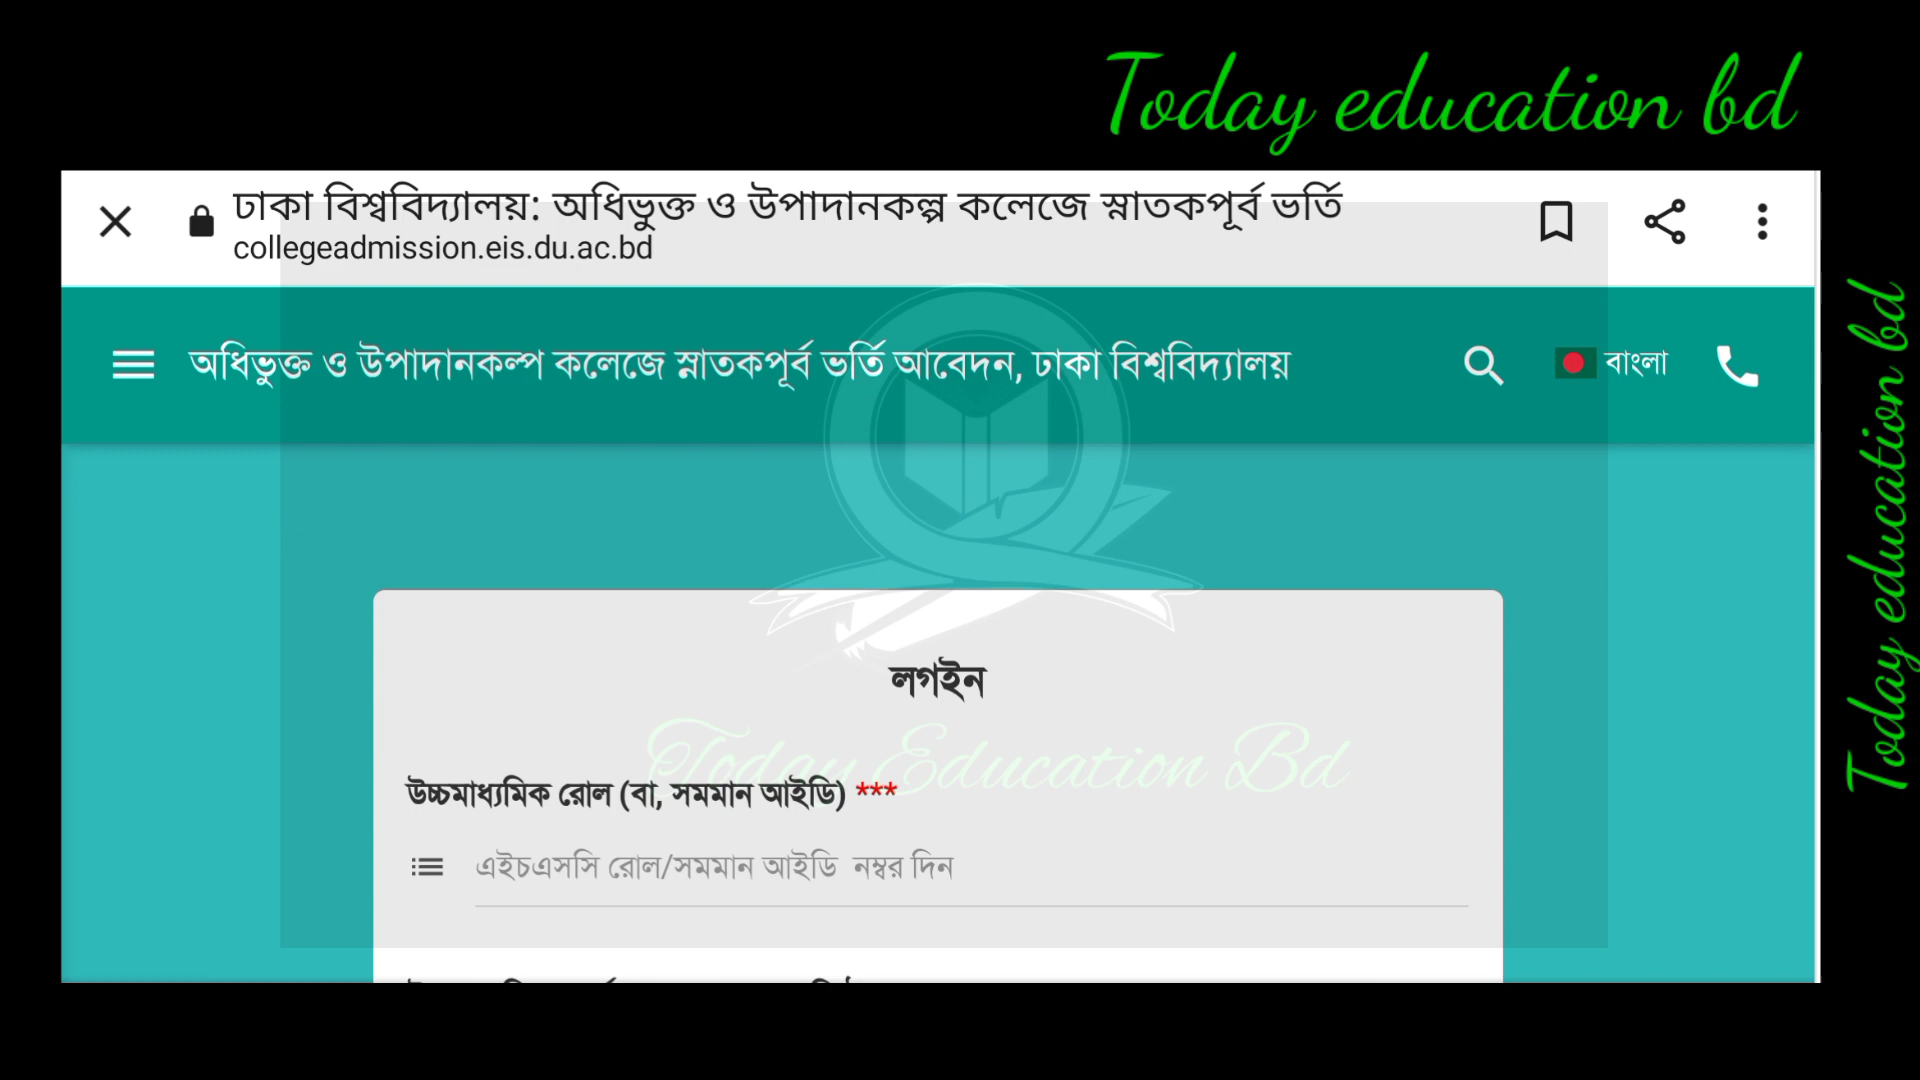 Today education bd
ঢাকা বিশ্ববিদ্যালয়: অধিভুক্ত ও উপাদানকল্প কলেজে স্নাতকপূর্ব ভর্তি
collegeadmission.eis.du.ac.bd
অধিভুক্ত ও উপাদানকল্প কলেজে স্নাতকপূর্ব ভর্তি আবেদন, ঢাকা বিশ্ববিদ্যালয়
বাংলা
Today education bd
লগইন
Today Education Bd
উচ্চমাধ্যমিক রোল (বা, সমমান আইডি) ***
এইচএসসি রোল/সমমান আইডি নম্বর দিন